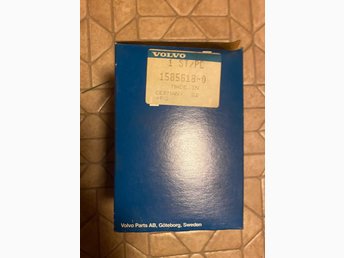 VOLVO
1 ST/PC
1585618-0
MADE IN
GERMANY
Volvo Parts AB, Göteborg, Sweden